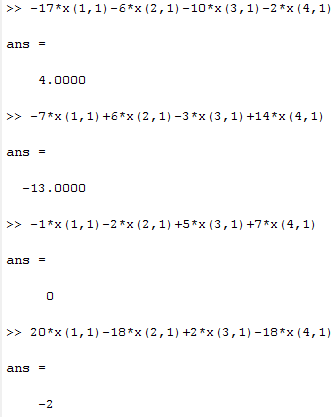 >> -17*x(1,1)-6*x(2,1)-10*x(3,1)-2*x(4,1)
ans =
4.0000
>> -7*x(1,1)+6*x(2,1)-3*x(3,1)+14*x(4,1)
ans =
-13.0000
>> -1*x(1,1)-2*x(2,1)+5*x(3,1)+7*x(4,1)
ans =
0
>> 20*x(1,1)-18*x(2,1)+2*x(3,1)-18*x(4,1)
ans =
-2